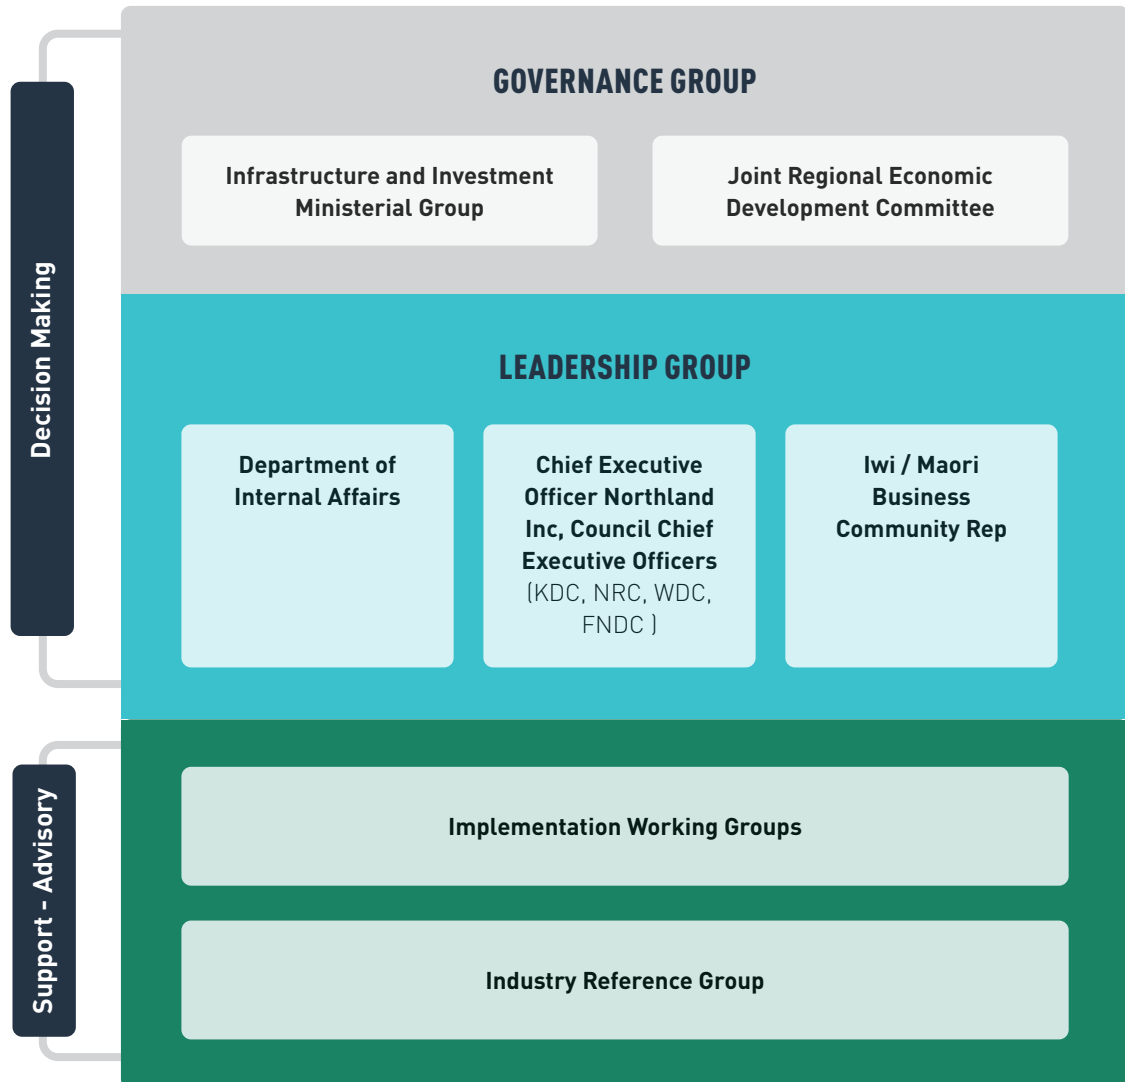 Decision Making
GOVERNANCE GROUP
Infrastructure and Investment
Ministerial Group
Joint Regional Economic
Development Committee
LEADERSHIP GROUP
Department of
Internal Affairs
Chief Executive
Officer Northland
Inc, Council Chief
Executive Officers
(KDC, NRC, WDC,
FNDC )
Iwi / Maori
Business
Community Rep
Support - Advisory
Implementation Working Groups
Industry Reference Group